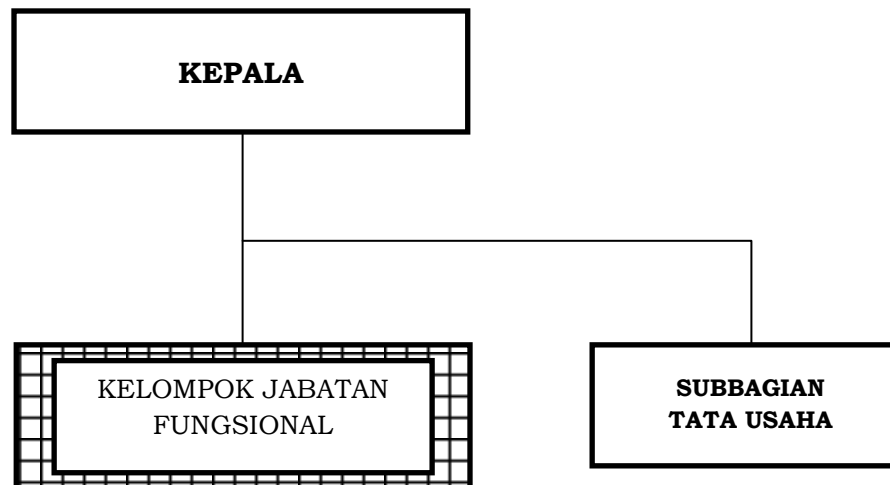 KEPALA
KELOMPOK JABATAN
FUNGSIONAL
SUBBAGIAN
TATA USAHA